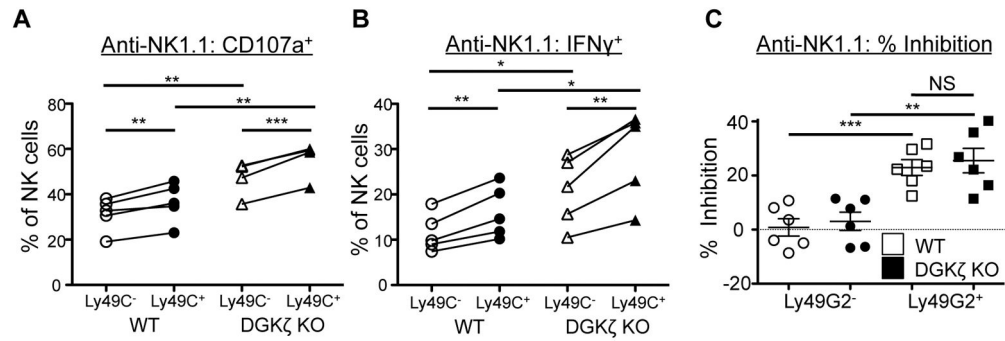 A
Anti-NK1.1: CD107a⁺
**
**
**
***
% of NK cells
80
60
40
20
0
Ly49C⁻
Ly49C⁺
Ly49C⁻
Ly49C⁺
WT
DGKζ KO
B
Anti-NK1.1: IFNγ⁺
*
*
**
**
% of NK cells
40
30
20
10
0
Ly49C⁻
Ly49C⁺
Ly49C⁻
Ly49C⁺
WT
DGKζ KO
C
Anti-NK1.1: % Inhibition
NS
**
***
% Inhibition
40
20
0
-20
WT
DGKζ KO
Ly49G2⁻
Ly49G2⁺